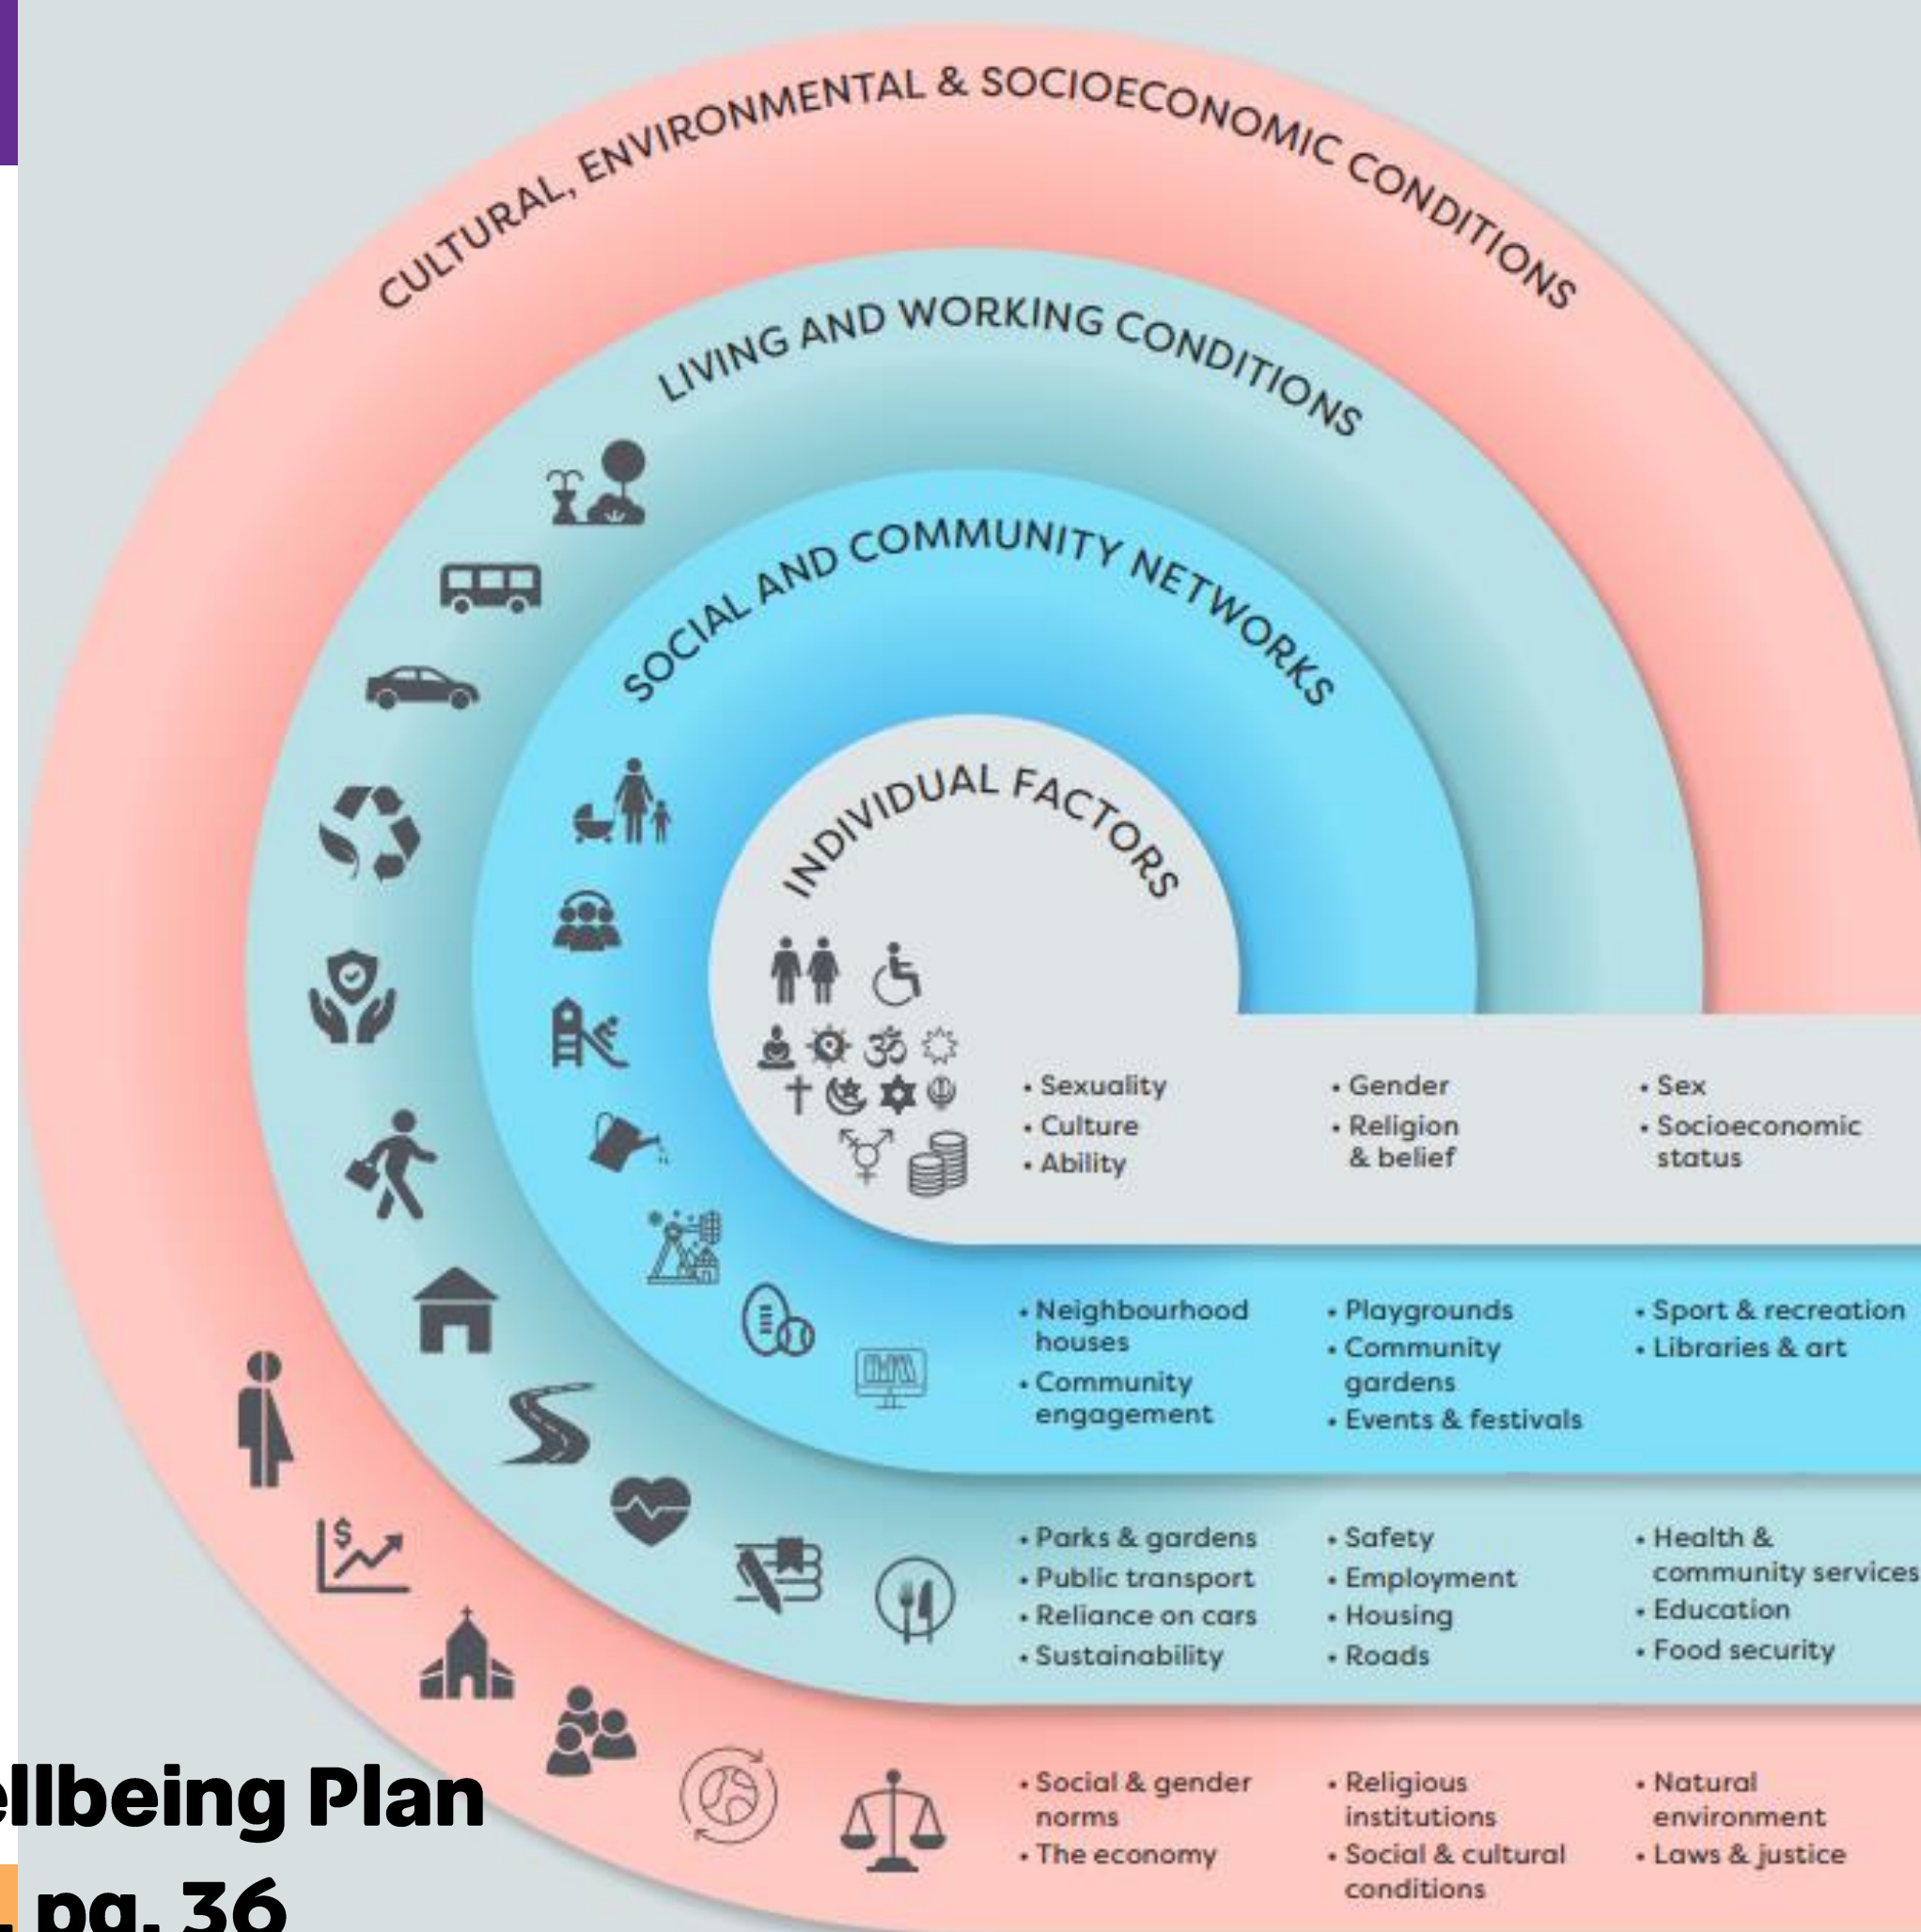 CULTURAL, ENVIRONMENTAL & SOCIOECONOMIC CONDITIONS
LIVING AND WORKING CONDITIONS
SOCIAL AND COMMUNITY NETWORKS
INDIVIDUAL FACTORS
• Sexuality
• Culture
• Ability
• Gender
• Religion
& belief
• Sex
• Socioeconomic
status
• Neighbourhood
houses
• Community
engagement
• Playgrounds
• Community
gardens
• Events & festivals
• Sport & recreation
• Libraries & art
• Parks & gardens
• Public transport
• Reliance on cars
• Sustainability
• Safety
• Employment
• Housing
• Roads
• Health &
community services
• Education
• Food security
• Social & gender
norms
• The economy
• Religious
institutions
• Social & cultural
conditions
• Natural
environment
• Laws & justice
ellbeing Plan
pg. 36